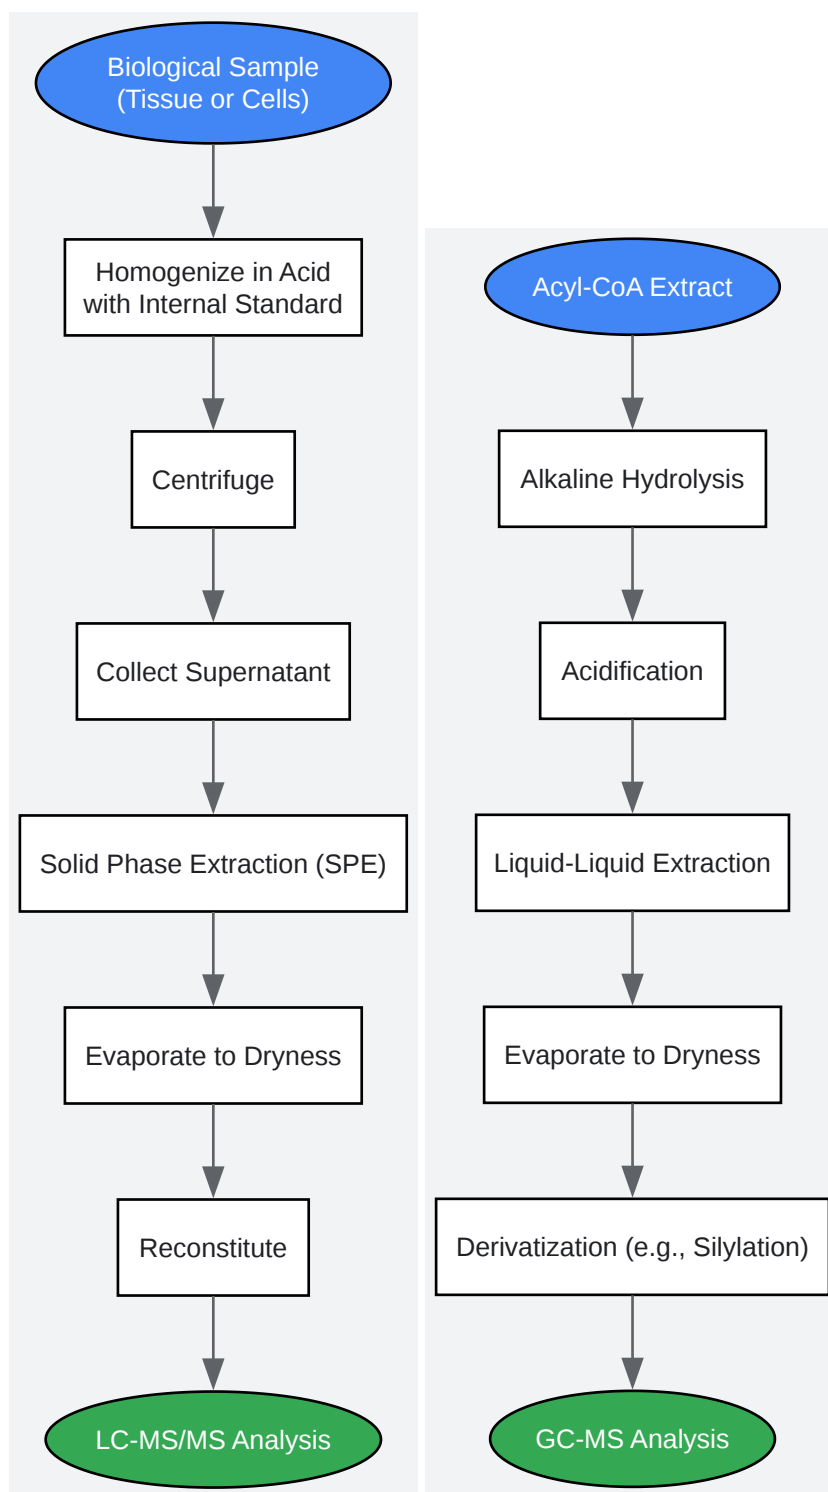 Biological Sample
(Tissue or Cells)
Homogenize in Acid
with Internal Standard
Centrifuge
Collect Supernatant
Solid Phase Extraction (SPE)
Evaporate to Dryness
Reconstitute
LC-MS/MS Analysis
Acyl-CoA Extract
Alkaline Hydrolysis
Acidification
Liquid-Liquid Extraction
Evaporate to Dryness
Derivatization (e.g., Silylation)
GC-MS Analysis